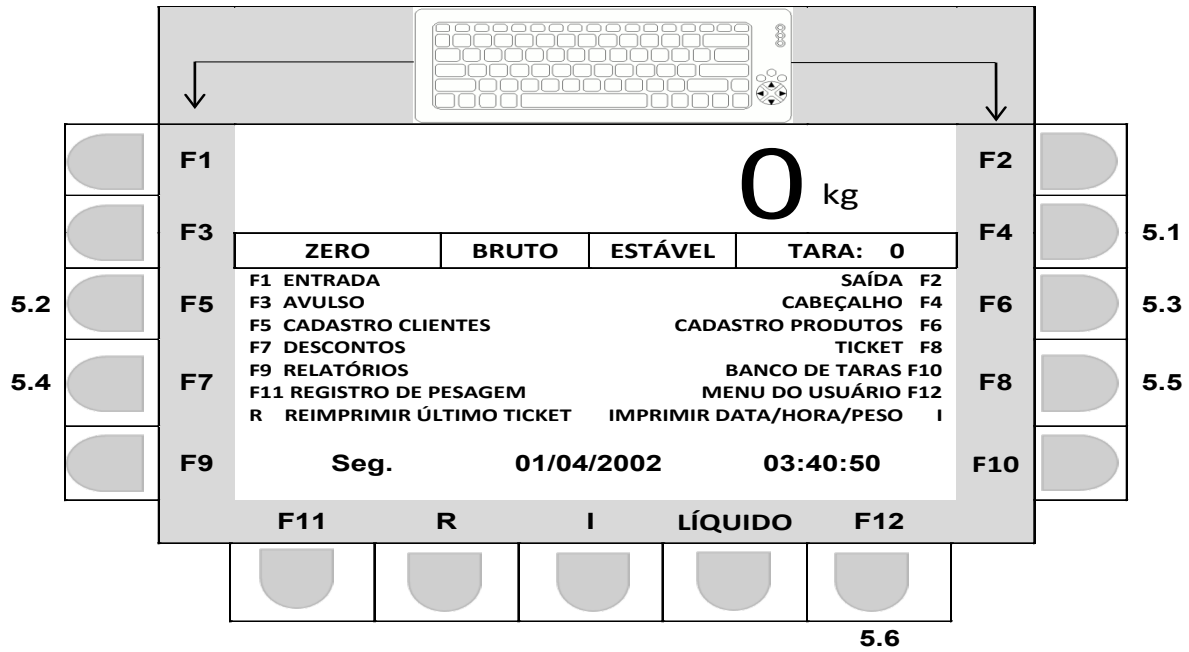 F1
F2
0 kg
F3
F4
5.1
ZERO BRUTO ESTÁVEL TARA: 0
F1 ENTRADA SAÍDA F2
5.2
F5
F3 AVULSO CABEÇALHO F4
F6
5.3
F5 CADASTRO CLIENTES CADASTRO PRODUTOS F6
F7 DESCONTOS TICKET F8
5.4
F7
F9 RELATÓRIOS BANCO DE TARAS F10
F8
5.5
F11 REGISTRO DE PESAGEM MENU DO USUÁRIO F12
R REIMPRIMIR ÚLTIMO TICKET IMPRIMIR DATA/HORA/PESO I
F9
Seg. 01/04/2002 03:40:50
F10
F11 R I LÍQUIDO F12
5.6